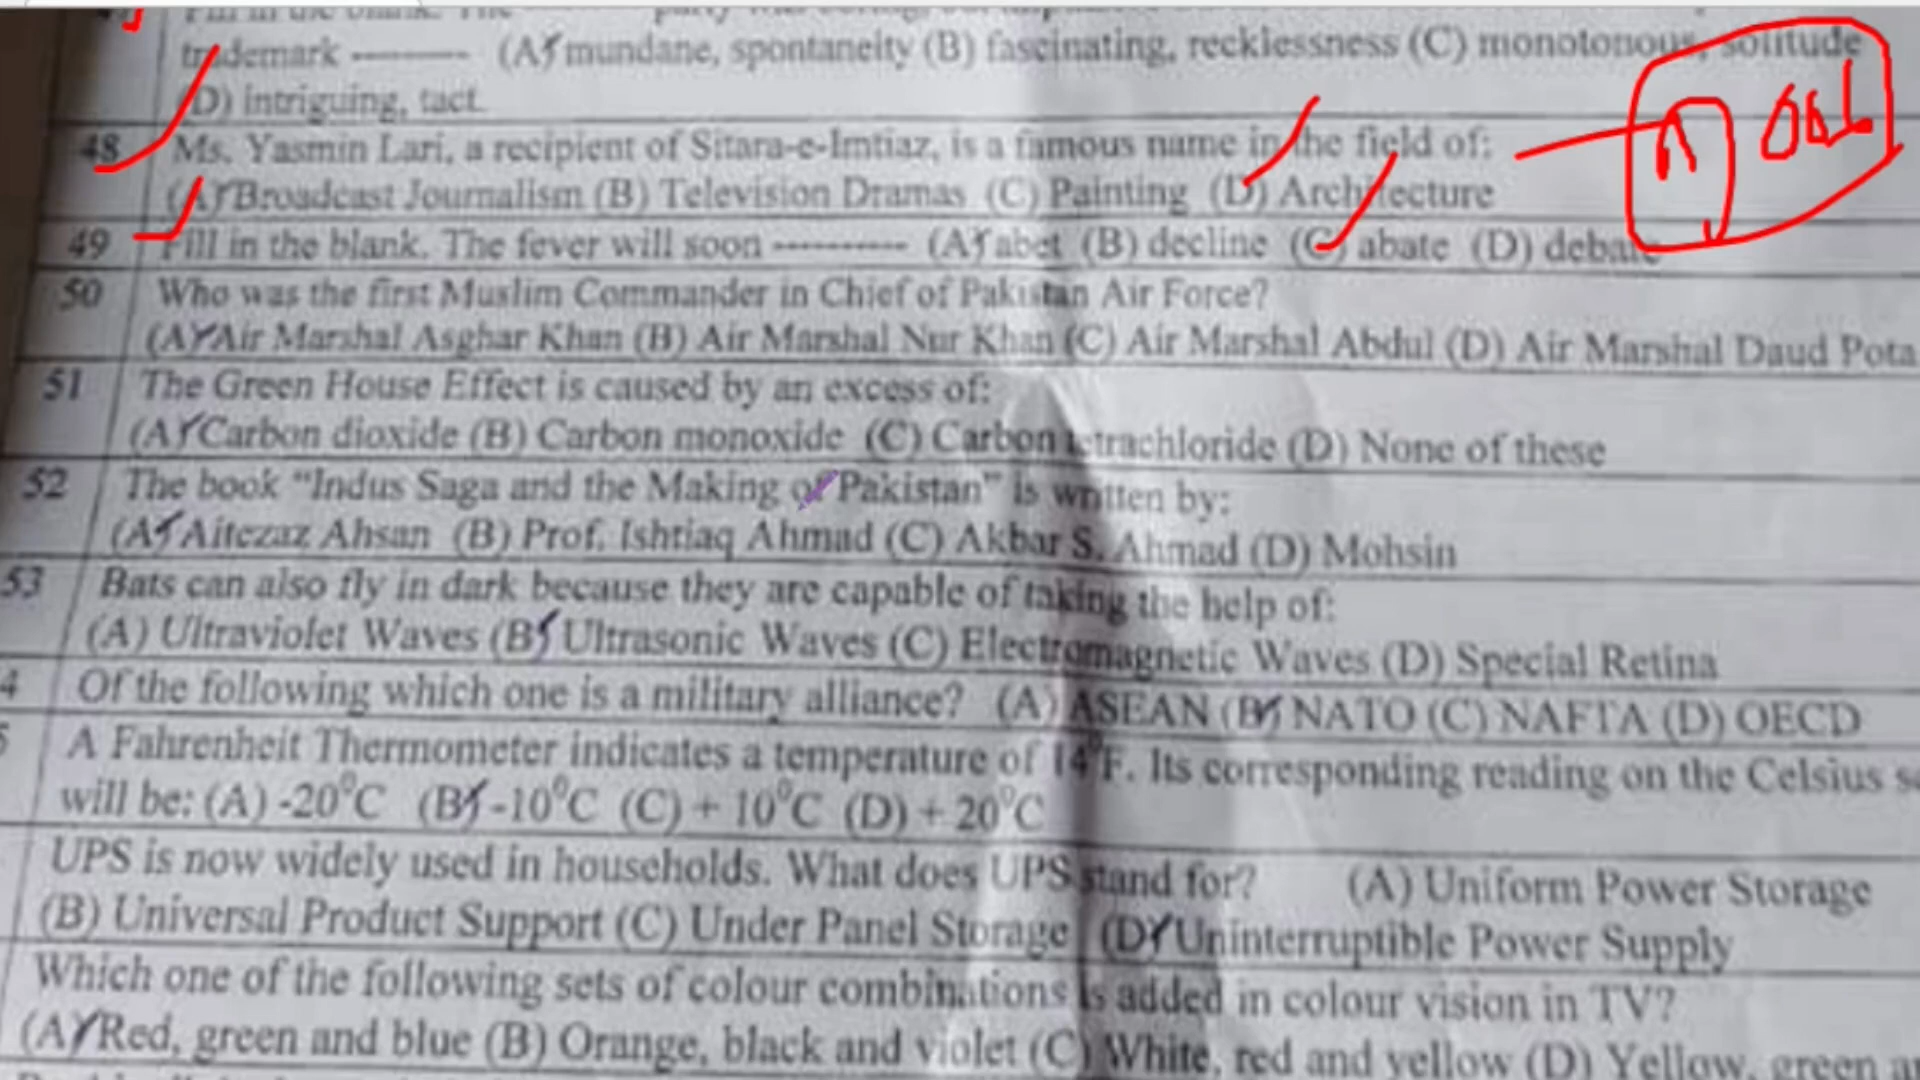 Fill in the blank. The
trademark ---------- (A) mundane, spontaneity (B) fascinating, recklessness (C) monotonous, solitude
(D) intriguing, tact.
48 Ms. Yasmin Lari, a recipient of Sitara-e-Imtiaz, is a famous name in the field of:
(A) Broadcast Journalism (B) Television Dramas (C) Painting (D) Architecture
49 Fill in the blank. The fever will soon ---------- (A) abet (B) decline (C) abate (D) debate
50 Who was the first Muslim Commander in Chief of Pakistan Air Force?
(A) Air Marshal Asghar Khan (B) Air Marshal Nur Khan (C) Air Marshal Abdul (D) Air Marshal Daud Pota
51 The Green House Effect is caused by an excess of:
(A) Carbon dioxide (B) Carbon monoxide (C) Carbon tetrachloride (D) None of these
52 The book “Indus Saga and the Making of Pakistan” is written by:
(A) Aitezaz Ahsan (B) Prof. Ishtiaq Ahmad (C) Akbar S. Ahmad (D) Mohsin
53 Bats can also fly in dark because they are capable of taking the help of:
(A) Ultraviolet Waves (B) Ultrasonic Waves (C) Electromagnetic Waves (D) Special Retina
4 Of the following which one is a military alliance? (A) ASEAN (B) NATO (C) NAFTA (D) OECD
5 A Fahrenheit Thermometer indicates a temperature of 14°F. Its corresponding reading on the Celsius
will be: (A) -20⁰C (B) -10⁰C (C) + 10⁰C (D) + 20⁰C
UPS is now widely used in households. What does UPS stand for? (A) Uniform Power Storage
(B) Universal Product Support (C) Under Panel Storage (D) Uninterruptible Power Supply
Which one of the following sets of colour combinations is added in colour vision in TV?
(A) Red, green and blue (B) Orange, black and violet (C) White, red and yellow (D) Yellow, green